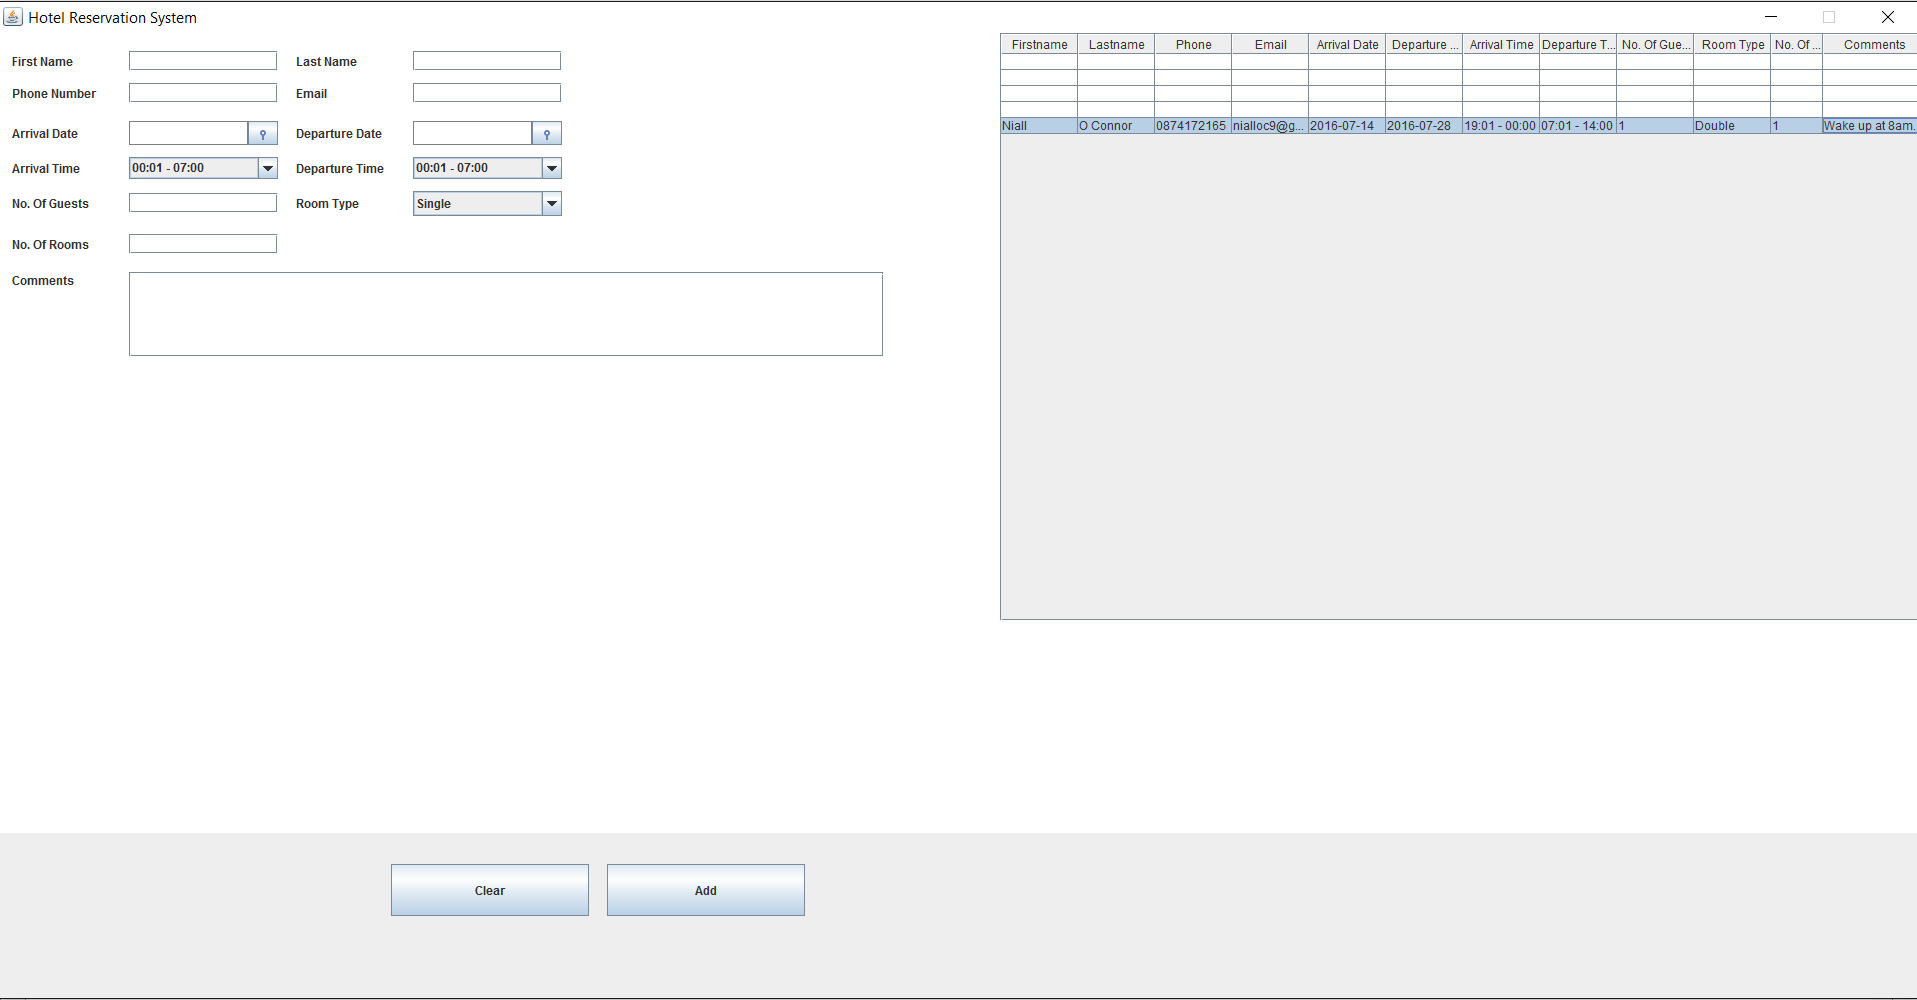 Hotel Reservation System
First Name Last Name
Phone Number Email
Arrival Date Departure Date
Arrival Time 00:01 - 07:00 Departure Time 00:01 - 07:00
No. Of Guests Room Type Single
No. Of Rooms
Comments
Firstname Lastname Phone Email Arrival Date Departure ... Arrival Time Departure T... No. Of Gue... Room Type No. Of ... Comments
Niall O Connor 0874172165 nialloc9@g... 2016-07-14 2016-07-28 19:01 - 00:00 07:01 - 14:00 1 Double 1 Wake up at 8am.
Clear Add